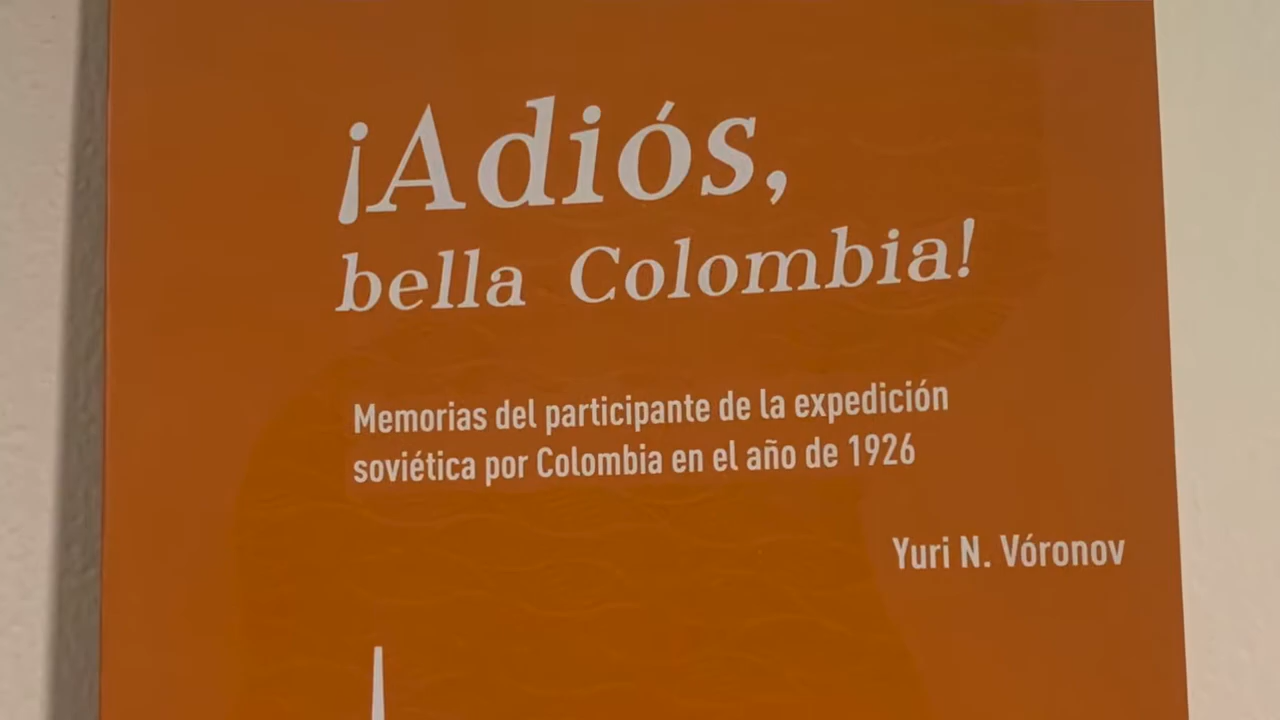 ¡Adiós,
bella Colombia!
Memorias del participante de la expedición
soviética por Colombia en el año de 1926
Yuri N. Vóronov